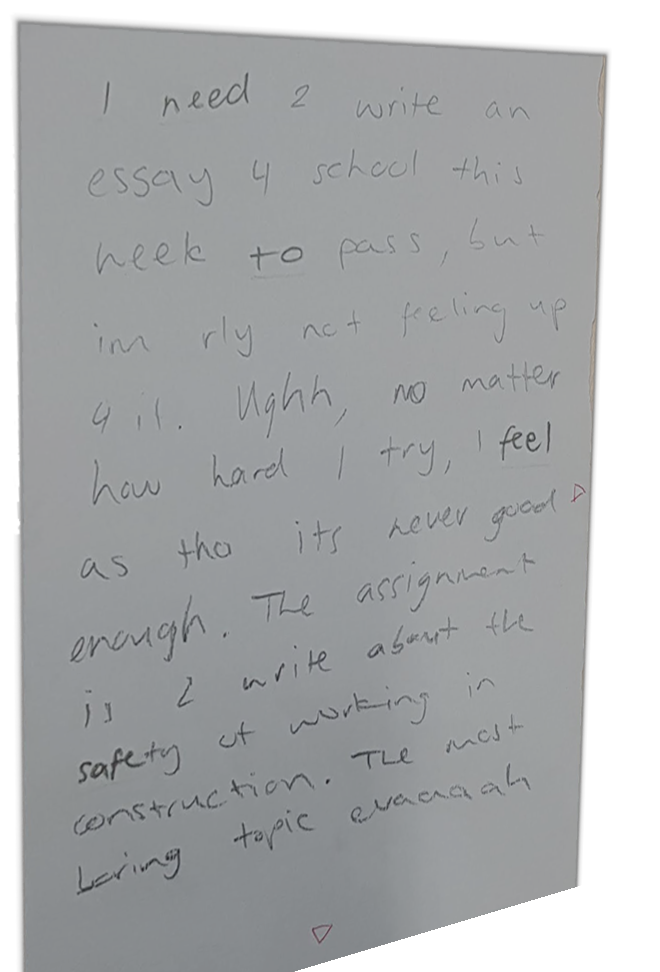 I need 2 write an
essay 4 school this
week to pass, but
im rly not feeling up
4 it. Ughh, no matter
how hard I try, I feel
as tho its never good
enough. The assignment
is 2 write about the
safety of working in
construction. The most
boring topic evaaaaah